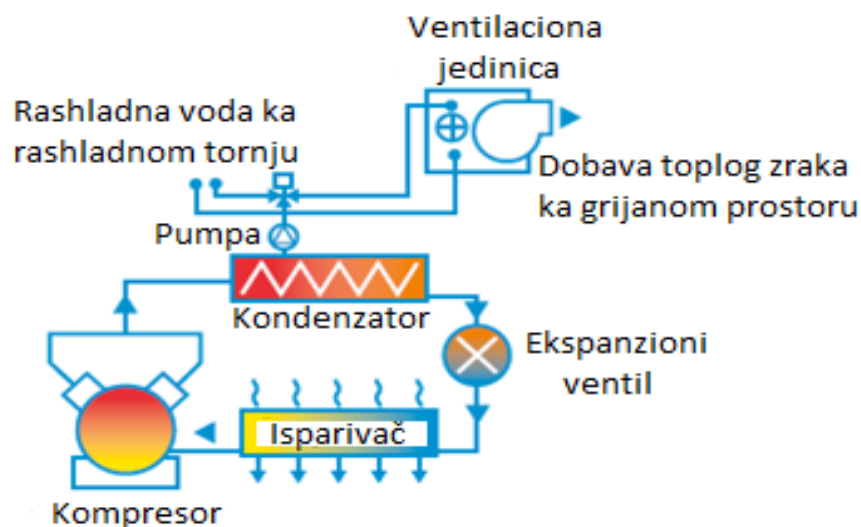 Ventilaciona
jedinica
Rashladna voda ka
rashladnom tornju
Dobava toplog zraka
ka grijanom prostoru
Pumpa
Kondenzator
Ekspanzioni
ventil
Isparivač
Kompresor